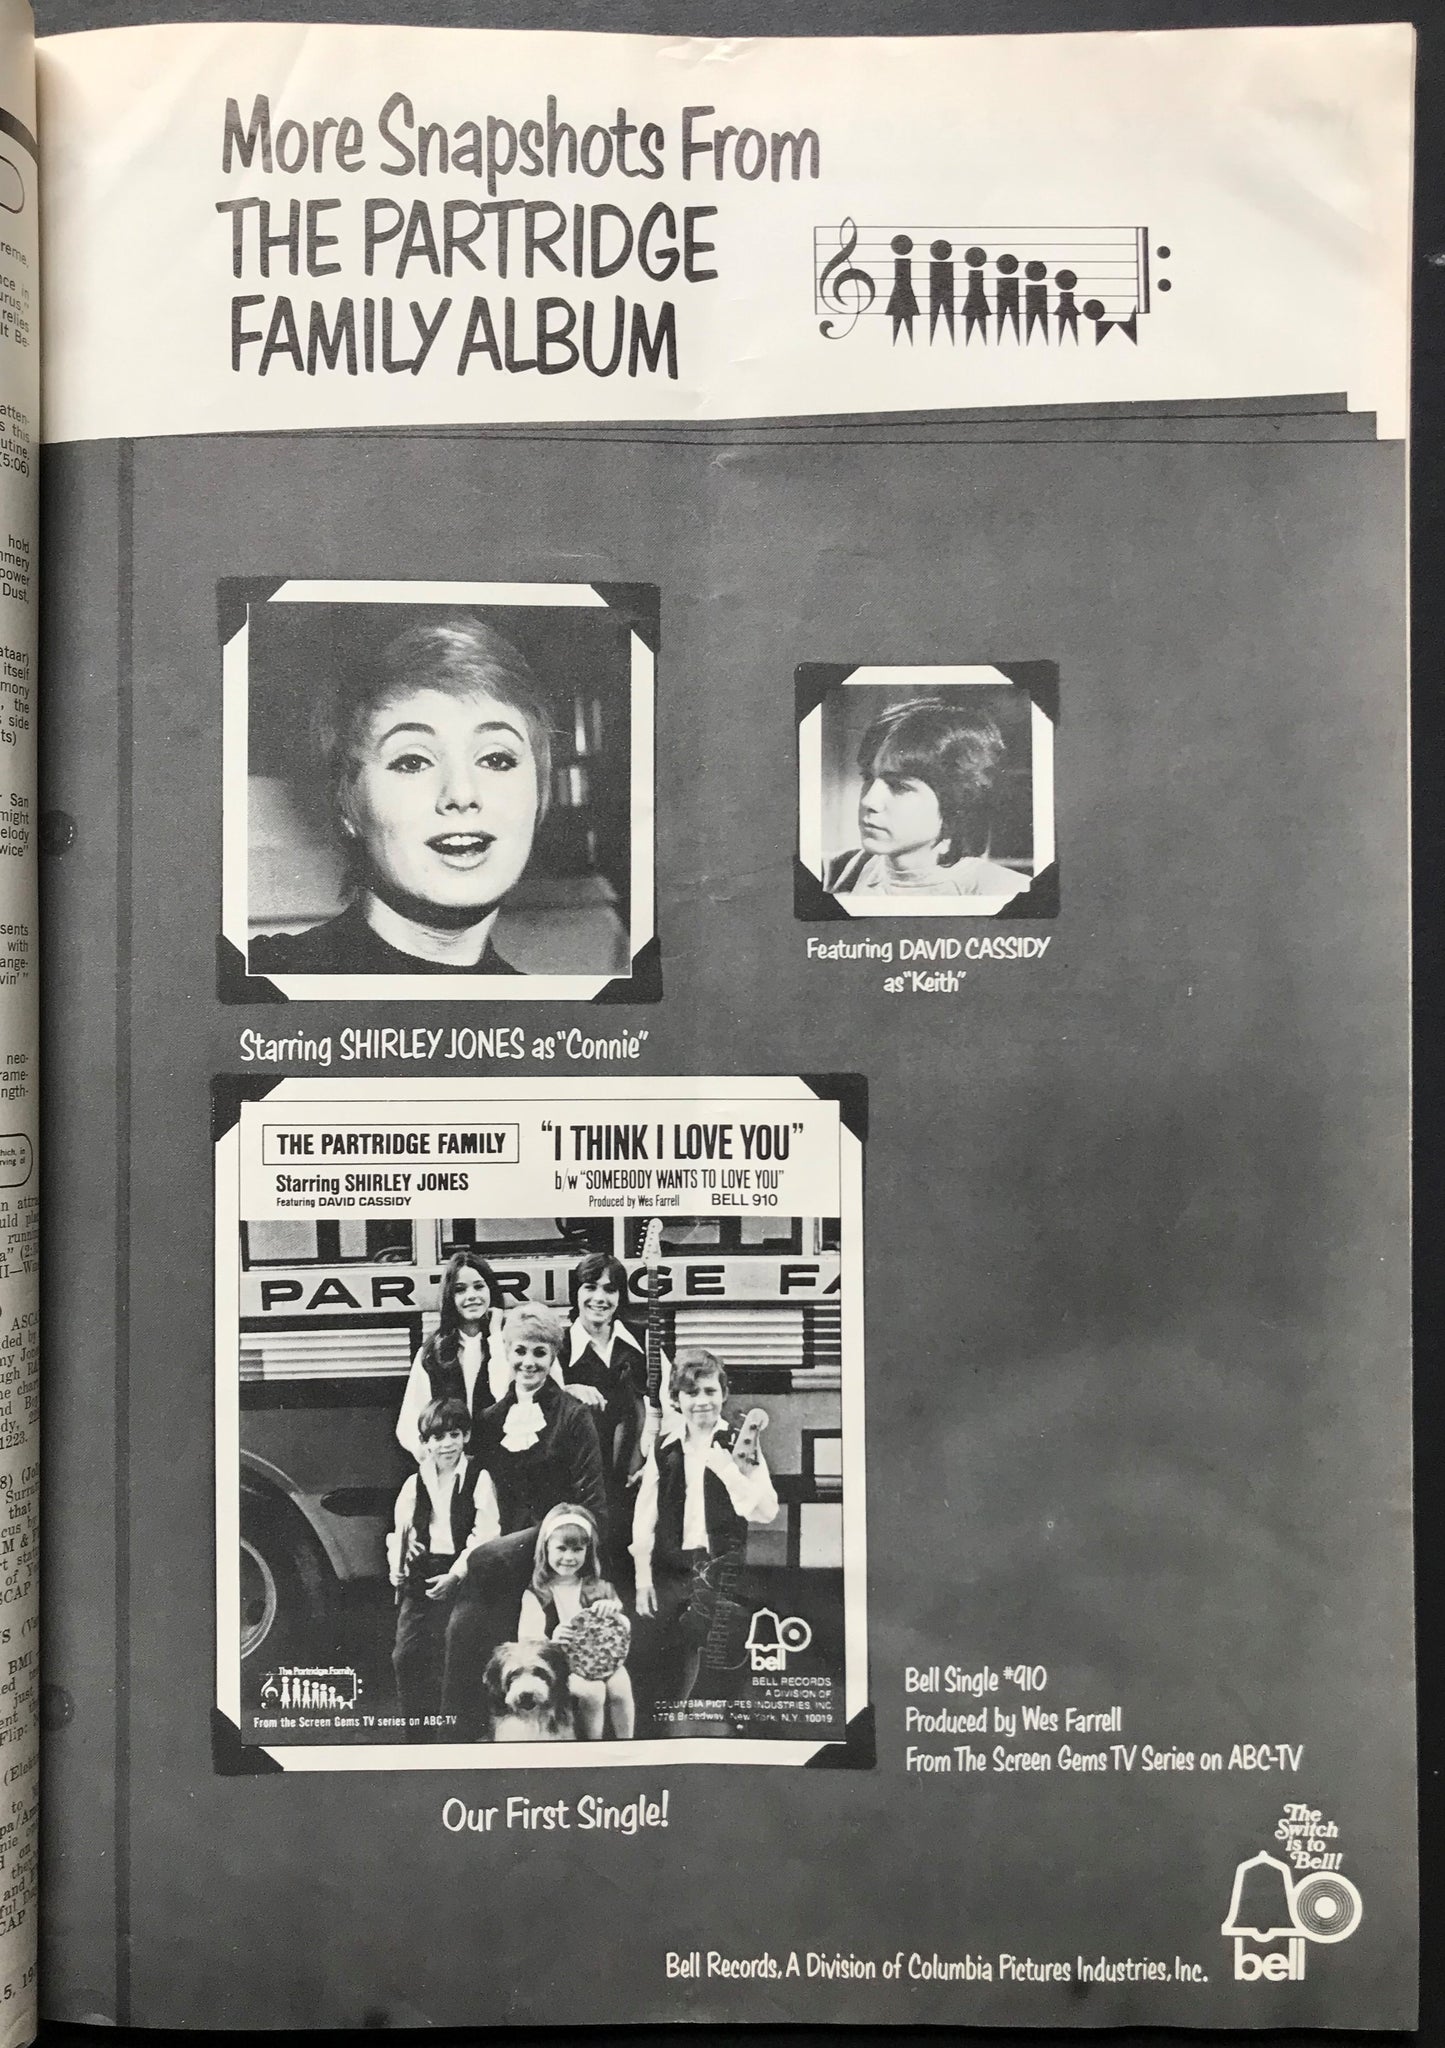 More Snapshots From
THE PARTRIDGE
FAMILY ALBUM
Starring SHIRLEY JONES as "Connie"
Featuring DAVID CASSIDY
as "Keith"
THE PARTRIDGE FAMILY
Starring SHIRLEY JONES
Featuring DAVID CASSIDY
"I THINK I LOVE YOU"
b/w "SOMEBODY WANTS TO LOVE YOU"
Produced by Wes Farrell BELL 910
PARTRIDGE FA
The Partridge Family
From the Screen Gems TV series on ABC-TV
bell
BELL RECORDS
A DIVISION OF
COLUMBIA PICTURES INDUSTRIES, INC.
1776 Broadway, New York, N.Y. 10019
Our First Single!
Bell Single #910
Produced by Wes Farrell
From The Screen Gems TV Series on ABC-TV
The
Switch
is to
Bell!
bell
Bell Records, A Division of Columbia Pictures Industries, Inc.